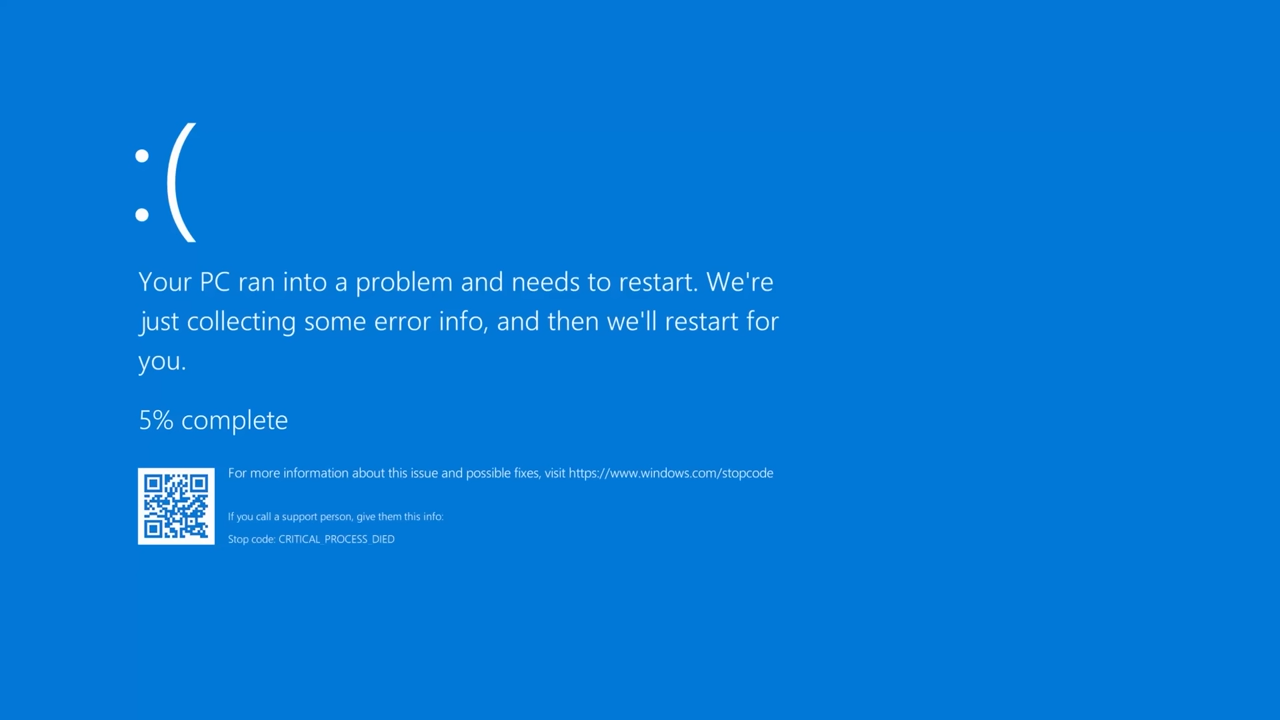 :(
Your PC ran into a problem and needs to restart. We're
just collecting some error info, and then we'll restart for
you.
5% complete
For more information about this issue and possible fixes, visit https://www.windows.com/stopcode
If you call a support person, give them this info:
Stop code: CRITICAL_PROCESS_DIED